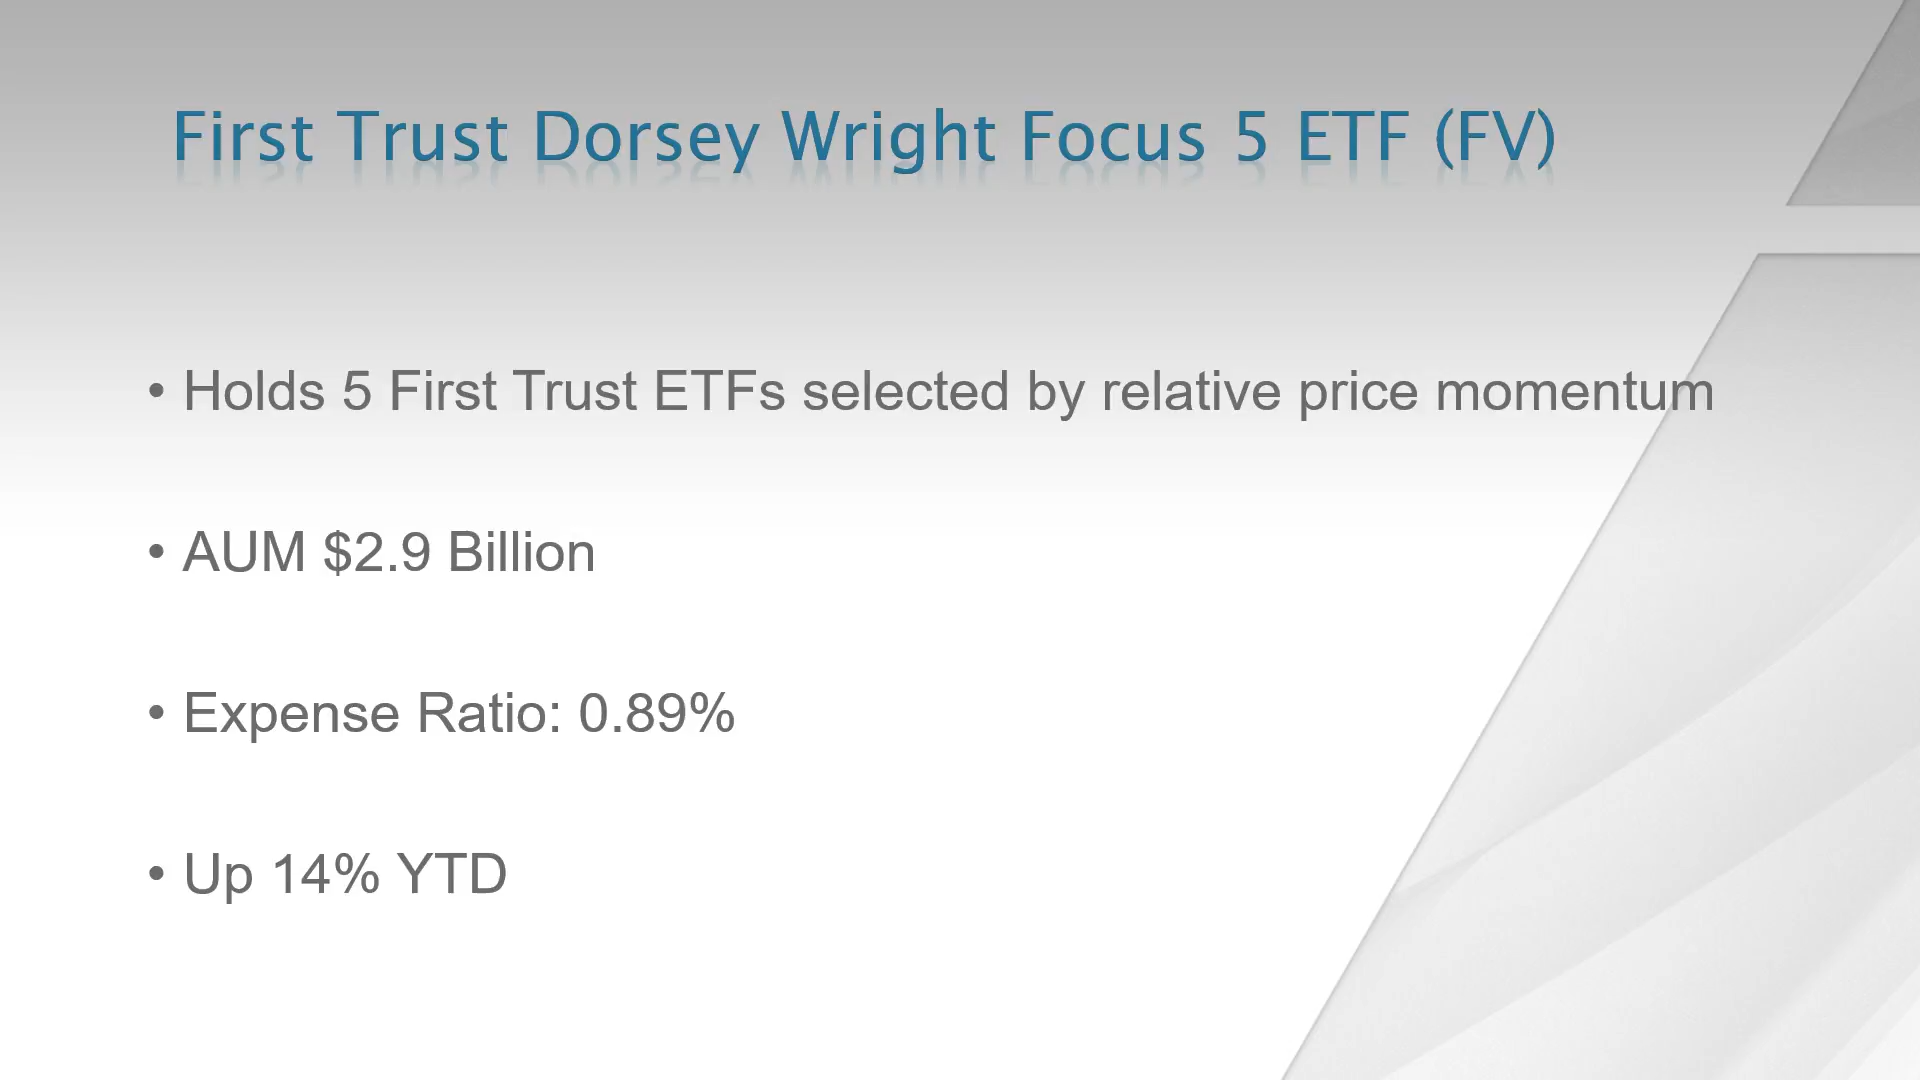 First Trust Dorsey Wright Focus 5 ETF (FV)
• Holds 5 First Trust ETFs selected by relative price momentum
• AUM $2.9 Billion
• Expense Ratio: 0.89%
• Up 14% YTD